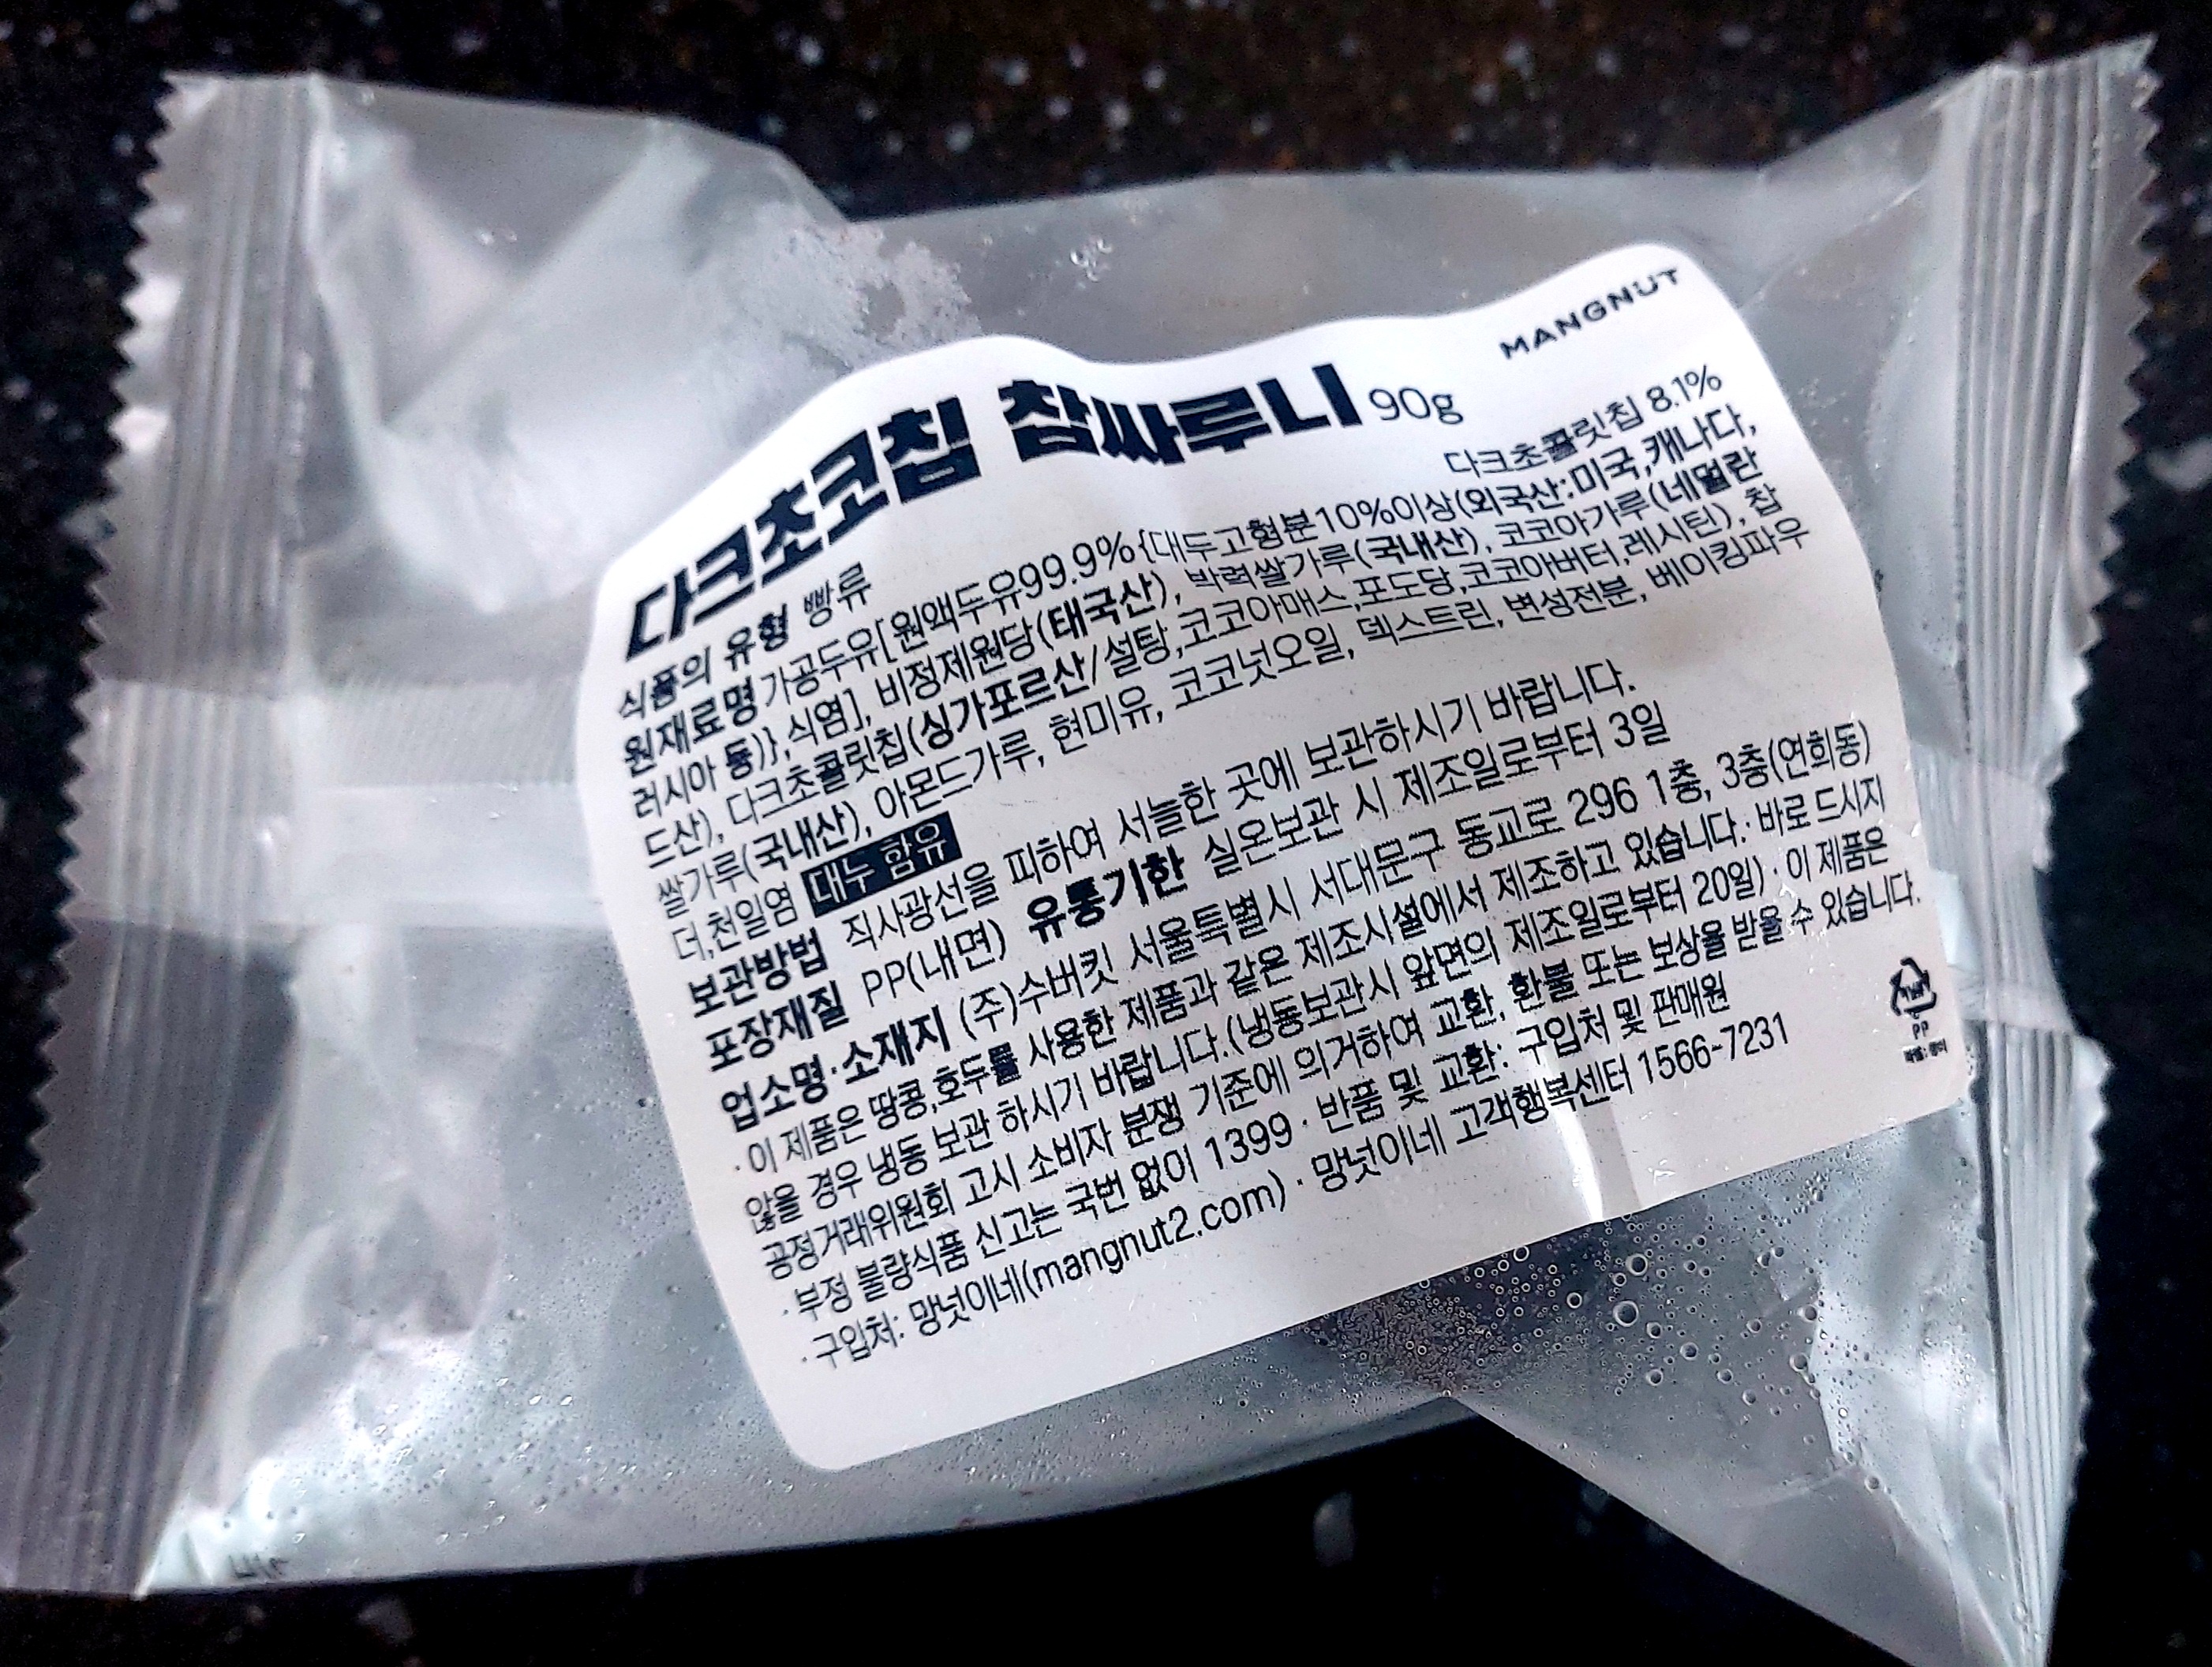 MANGNUT
다크초코칩 찹싸루니 90g
다크초콜릿칩 8.1%
식품의 유형 빵류
원재료명 가공두유[원액두유99.9%{대두고형분10%이상(외국산:미국,캐나다,
러시아 등)},식염], 비정제원당(태국산), 박력쌀가루(국내산), 코코아가루(네덜란
드산), 다크초콜릿칩(싱가포르산/설탕,코코아매스,포도당,코코아버터,레시틴), 찹
쌀가루(국내산), 아몬드가루, 현미유, 코코넛오일, 덱스트린, 변성전분, 베이킹파우
더,천일염 대두 함유
보관방법 직사광선을 피하여 서늘한 곳에 보관하시기 바랍니다.
포장재질 PP(내면) 유통기한 실온보관 시 제조일로부터 3일
업소명·소재지 (주)수버킷 서울특별시 서대문구 동교로 296 1층, 3층(연희동)
· 이 제품은 땅콩,호두를 사용한 제품과 같은 제조시설에서 제조하고 있습니다.· 바로 드시지
않을 경우 냉동 보관 하시기 바랍니다.(냉동보관시 앞면의 제조일로부터 20일) · 이 제품은
공정거래위원회 고시 소비자 분쟁 기준에 의거하여 교환, 환불 또는 보상을 받을 수 있습니다.
· 부정 불량식품 신고는 국번 없이 1399 · 반품 및 교환: 구입처 및 판매원
· 구입처: 망넛이네(mangnut2.com) · 망넛이네 고객행복센터 1566-7231
PP